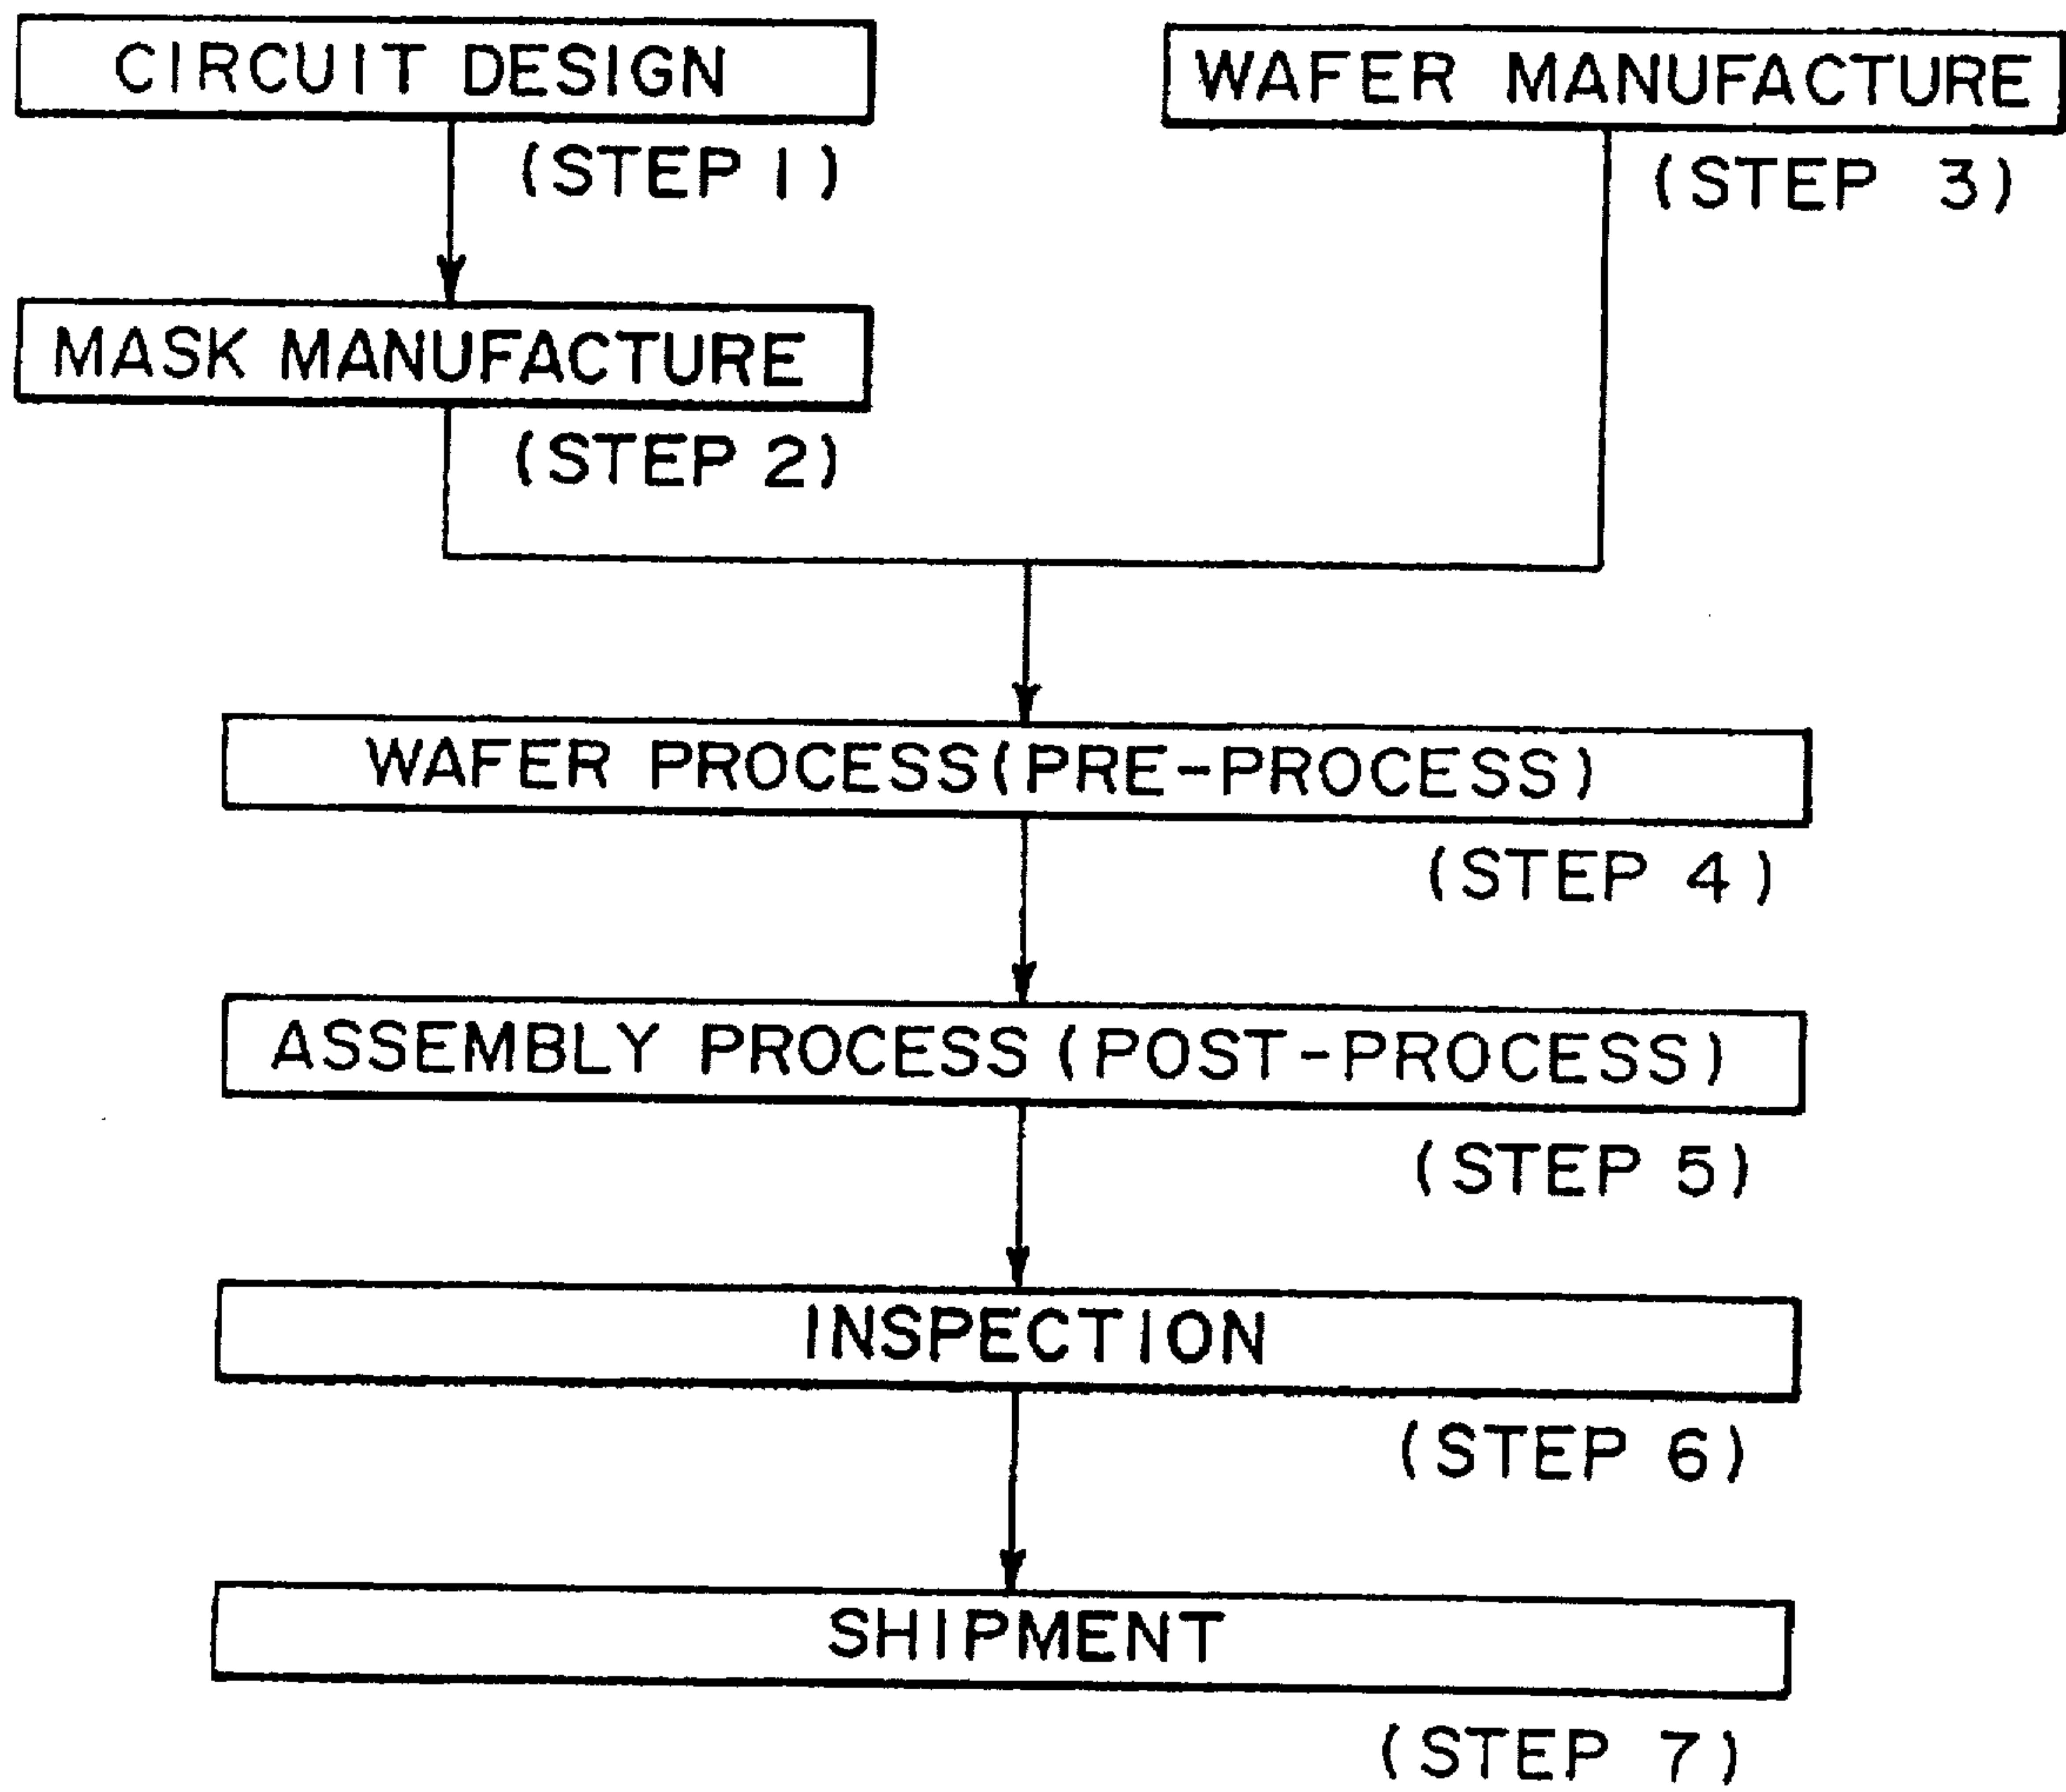 CIRCUIT DESIGN
(STEP 1)
WAFER MANUFACTURE
(STEP 3)
MASK MANUFACTURE
(STEP 2)
WAFER PROCESS(PRE-PROCESS)
(STEP 4)
ASSEMBLY PROCESS(POST-PROCESS)
(STEP 5)
INSPECTION
(STEP 6)
SHIPMENT
(STEP 7)